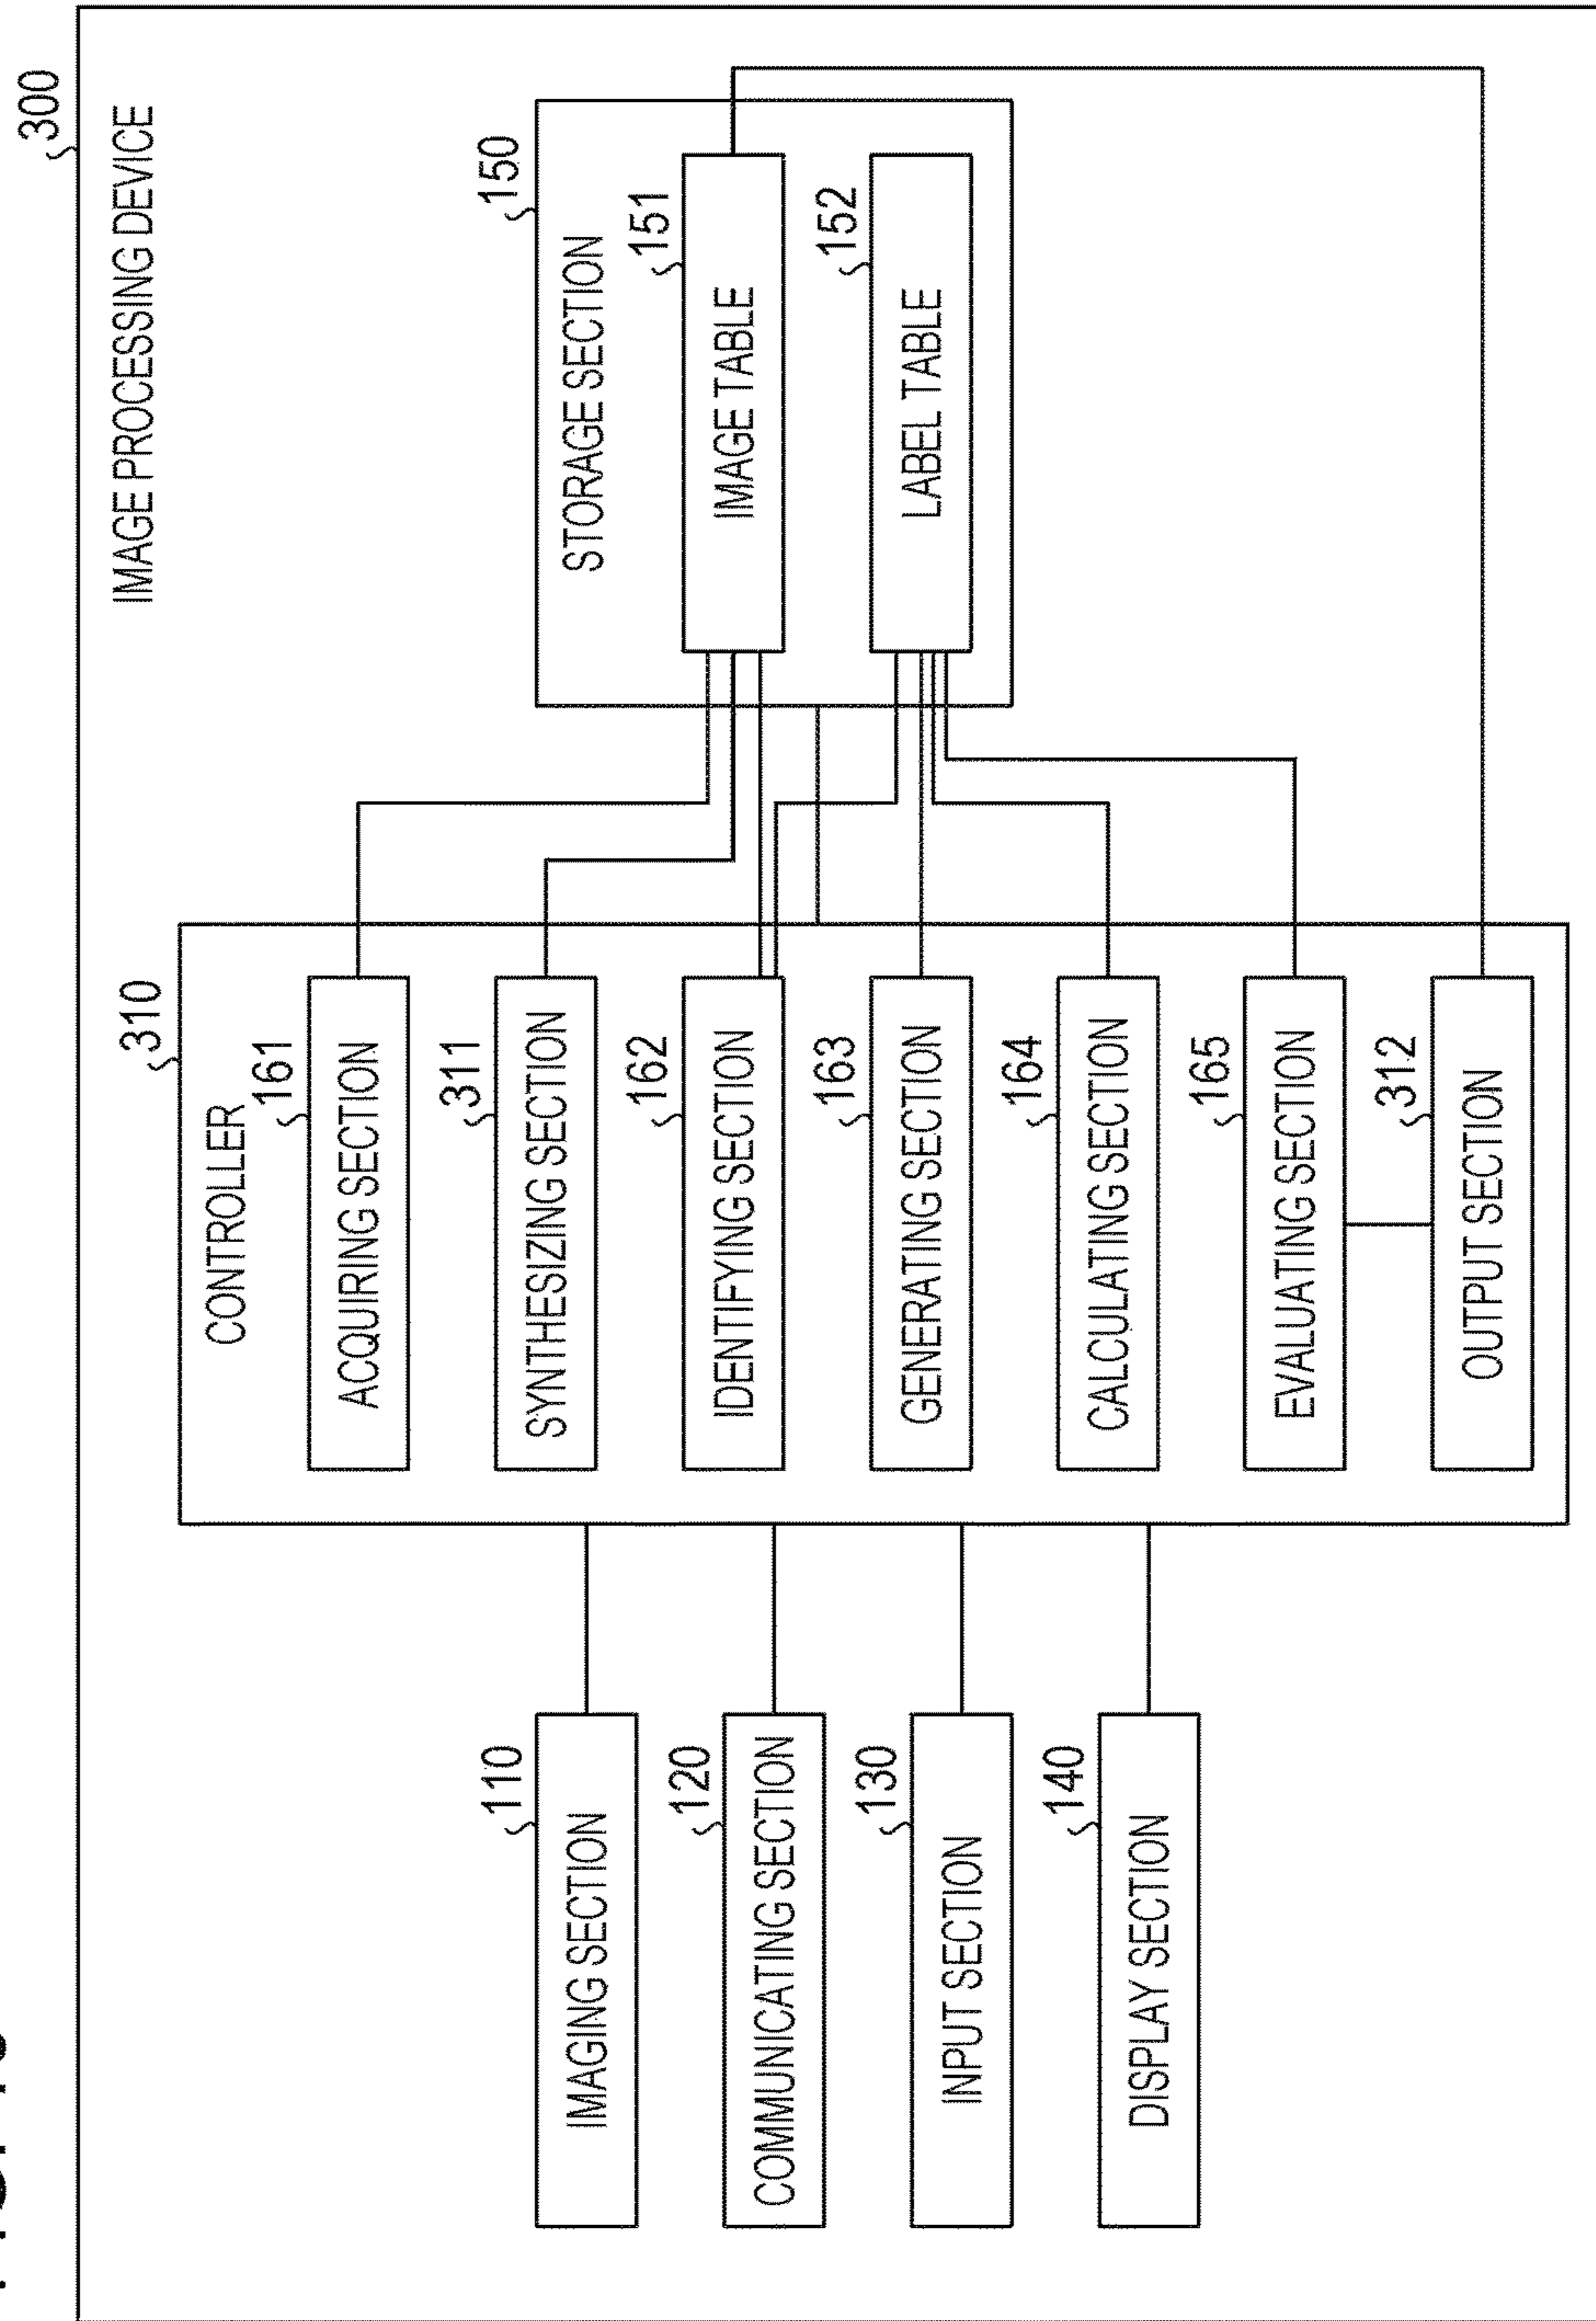 300
IMAGE PROCESSING DEVICE
110
IMAGING SECTION
120
COMMUNICATING SECTION
130
INPUT SECTION
140
DISPLAY SECTION
310
CONTROLLER
161
ACQUIRING SECTION
311
SYNTHESIZING SECTION
162
IDENTIFYING SECTION
163
GENERATING SECTION
164
CALCULATING SECTION
165
EVALUATING SECTION
312
OUTPUT SECTION
150
STORAGE SECTION
151
IMAGE TABLE
152
LABEL TABLE